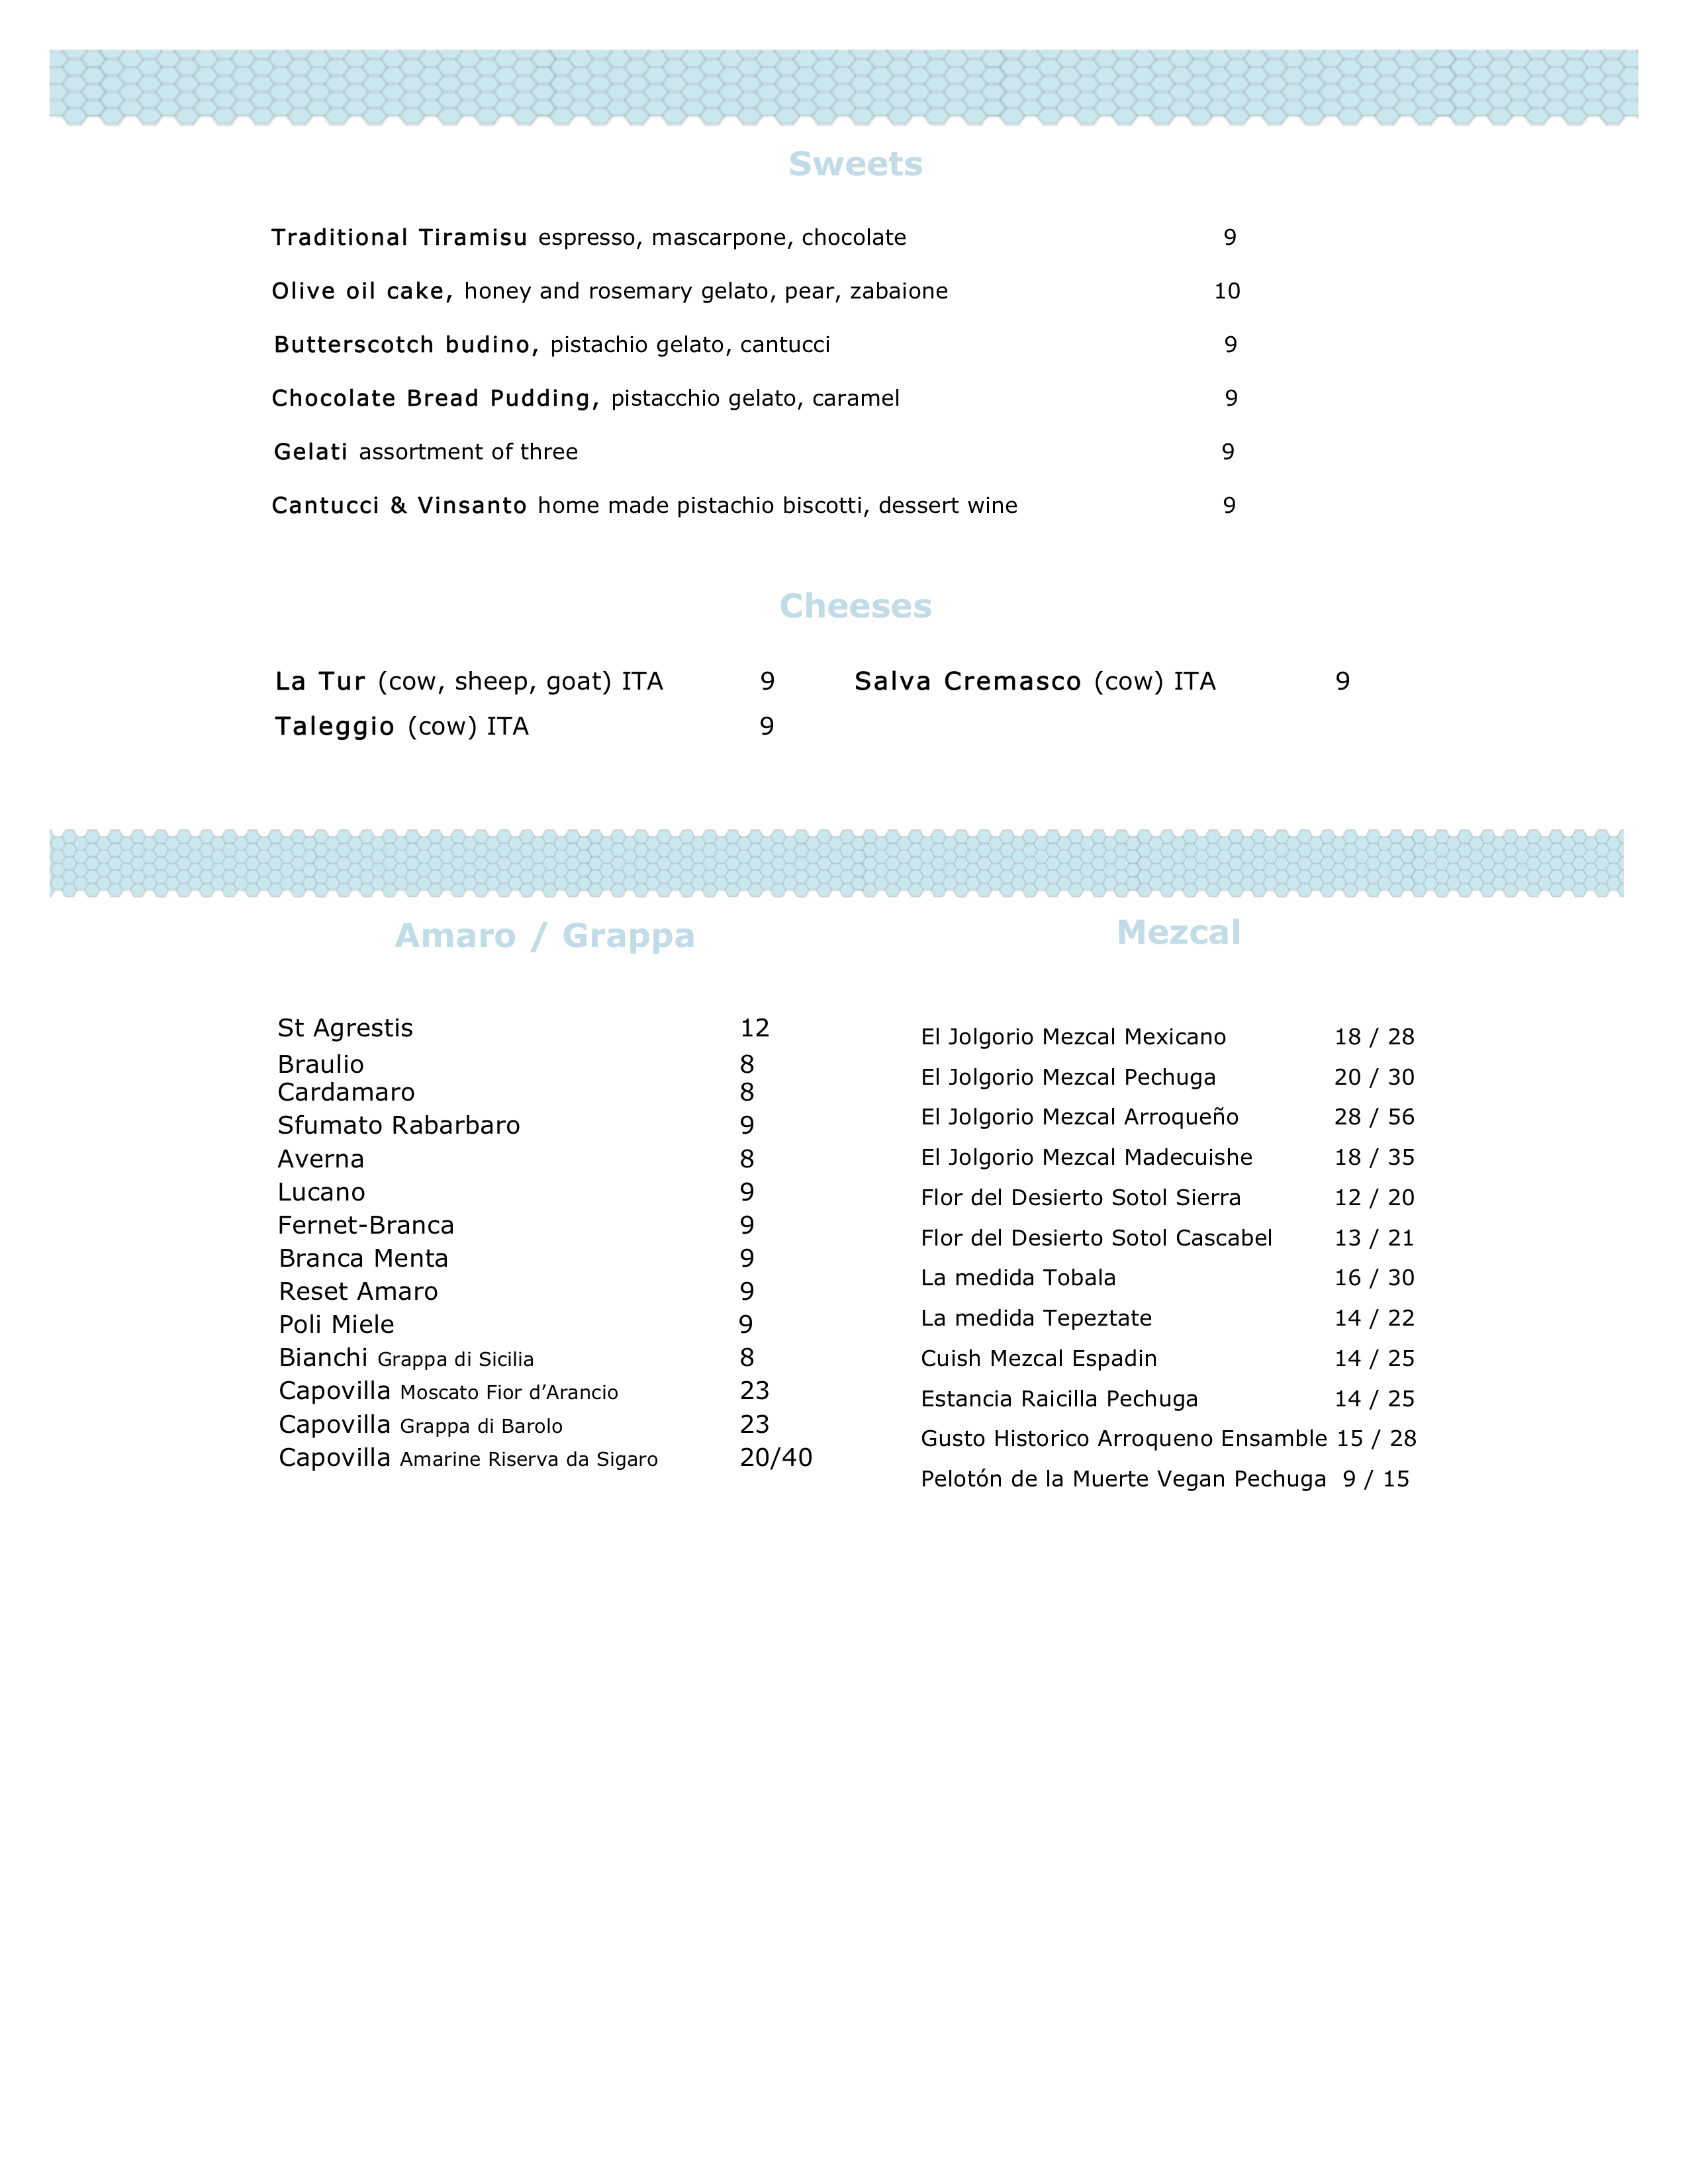 Sweets
Traditional Tiramisu espresso, mascarpone, chocolate 9
Olive oil cake, honey and rosemary gelato, pear, zabaione 10
Butterscotch budino, pistachio gelato, cantucci 9
Chocolate Bread Pudding, pistacchio gelato, caramel 9
Gelati assortment of three 9
Cantucci & Vinsanto home made pistachio biscotti, dessert wine 9
Cheeses
La Tur (cow, sheep, goat) ITA 9 Salva Cremasco (cow) ITA 9
Taleggio (cow) ITA 9
Amaro / Grappa
St Agrestis 12
Braulio 8
Cardamaro 8
Sfumato Rabarbaro 9
Averna 8
Lucano 9
Fernet-Branca 9
Branca Menta 9
Reset Amaro 9
Poli Miele 9
Bianchi Grappa di Sicilia 8
Capovilla Moscato Fior d’Arancio 23
Capovilla Grappa di Barolo 23
Capovilla Amarine Riserva da Sigaro 20/40
Mezcal
El Jolgorio Mezcal Mexicano 18 / 28
El Jolgorio Mezcal Pechuga 20 / 30
El Jolgorio Mezcal Arroqueño 28 / 56
El Jolgorio Mezcal Madecuishe 18 / 35
Flor del Desierto Sotol Sierra 12 / 20
Flor del Desierto Sotol Cascabel 13 / 21
La medida Tobala 16 / 30
La medida Tepeztate 14 / 22
Cuish Mezcal Espadin 14 / 25
Estancia Raicilla Pechuga 14 / 25
Gusto Historico Arroqueno Ensamble 15 / 28
Pelotón de la Muerte Vegan Pechuga 9 / 15